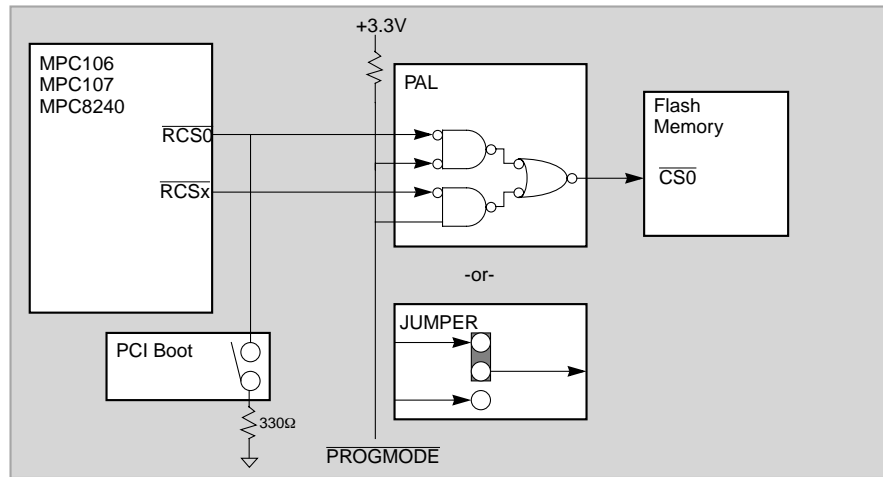 +3.3V
MPC106
MPC107
MPC8240
PAL
Flash
Memory
RCS0
CS0
RCSx
-or-
JUMPER
PCI Boot
330Ω
PROGMODE